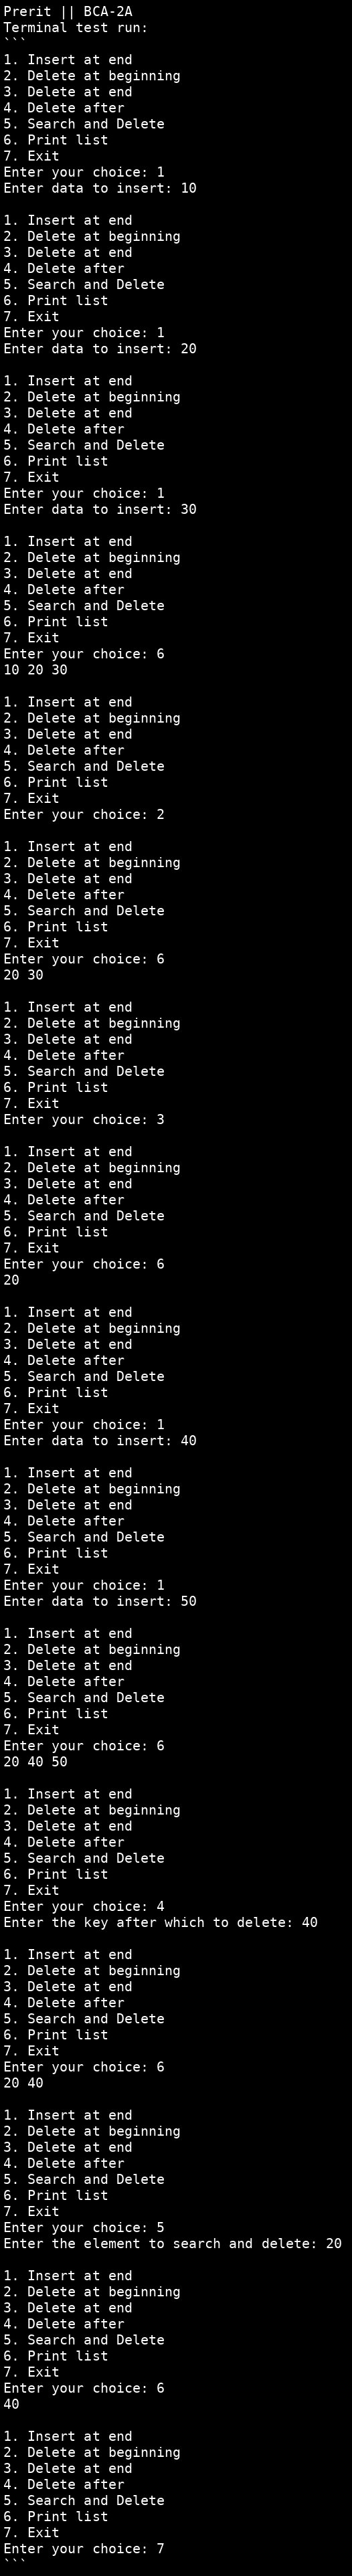 Prerit || BCA-2A
Terminal test run:
```
1. Insert at end
2. Delete at beginning
3. Delete at end
4. Delete after
5. Search and Delete
6. Print list
7. Exit
Enter your choice: 1
Enter data to insert: 10

1. Insert at end
2. Delete at beginning
3. Delete at end
4. Delete after
5. Search and Delete
6. Print list
7. Exit
Enter your choice: 1
Enter data to insert: 20

1. Insert at end
2. Delete at beginning
3. Delete at end
4. Delete after
5. Search and Delete
6. Print list
7. Exit
Enter your choice: 1
Enter data to insert: 30

1. Insert at end
2. Delete at beginning
3. Delete at end
4. Delete after
5. Search and Delete
6. Print list
7. Exit
Enter your choice: 6
10 20 30

1. Insert at end
2. Delete at beginning
3. Delete at end
4. Delete after
5. Search and Delete
6. Print list
7. Exit
Enter your choice: 2

1. Insert at end
2. Delete at beginning
3. Delete at end
4. Delete after
5. Search and Delete
6. Print list
7. Exit
Enter your choice: 6
20 30

1. Insert at end
2. Delete at beginning
3. Delete at end
4. Delete after
5. Search and Delete
6. Print list
7. Exit
Enter your choice: 3

1. Insert at end
2. Delete at beginning
3. Delete at end
4. Delete after
5. Search and Delete
6. Print list
7. Exit
Enter your choice: 6
20

1. Insert at end
2. Delete at beginning
3. Delete at end
4. Delete after
5. Search and Delete
6. Print list
7. Exit
Enter your choice: 1
Enter data to insert: 40

1. Insert at end
2. Delete at beginning
3. Delete at end
4. Delete after
5. Search and Delete
6. Print list
7. Exit
Enter your choice: 1
Enter data to insert: 50

1. Insert at end
2. Delete at beginning
3. Delete at end
4. Delete after
5. Search and Delete
6. Print list
7. Exit
Enter your choice: 6
20 40 50

1. Insert at end
2. Delete at beginning
3. Delete at end
4. Delete after
5. Search and Delete
6. Print list
7. Exit
Enter your choice: 4
Enter the key after which to delete: 40

1. Insert at end
2. Delete at beginning
3. Delete at end
4. Delete after
5. Search and Delete
6. Print list
7. Exit
Enter your choice: 6
20 40

1. Insert at end
2. Delete at beginning
3. Delete at end
4. Delete after
5. Search and Delete
6. Print list
7. Exit
Enter your choice: 5
Enter the element to search and delete: 20

1. Insert at end
2. Delete at beginning
3. Delete at end
4. Delete after
5. Search and Delete
6. Print list
7. Exit
Enter your choice: 6
40

1. Insert at end
2. Delete at beginning
3. Delete at end
4. Delete after
5. Search and Delete
6. Print list
7. Exit
Enter your choice: 7
```